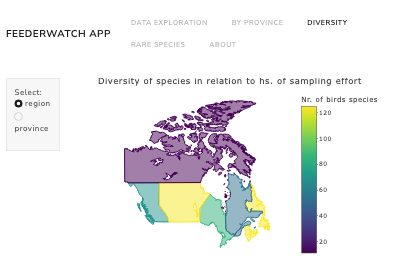 FEEDERWATCH APP
DATA EXPLORATION BY PROVINCE DIVERSITY
RARE SPECIES ABOUT
Select:
region
province
Diversity of species in relation to hs. of sampling effort
Nr. of birds species
120
100
80
60
40
20